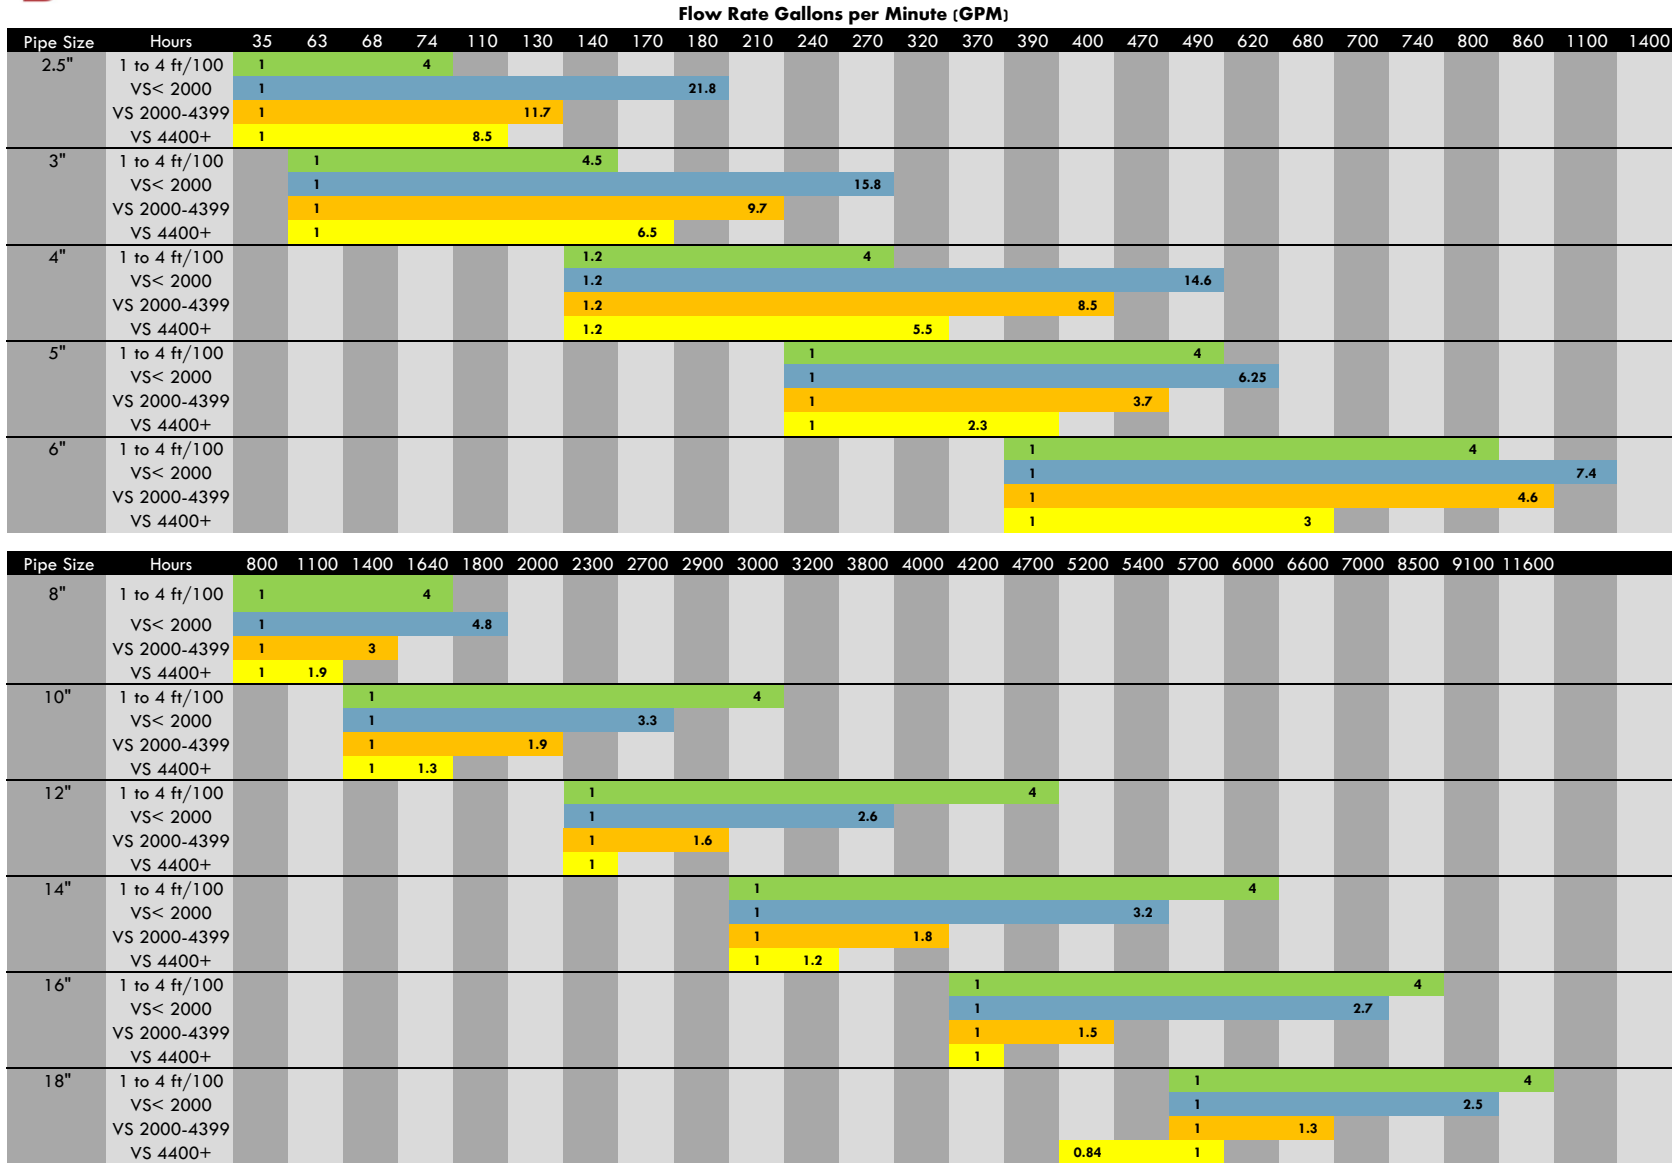 Flow Rate Gallons per Minute (GPM)
Pipe Size Hours 35 63 68 74 110 130 140 170 180 210 240 270 320 370 390 400 470 490 620 680 700 740 800 860 1100 1400
2.5" 1 to 4 ft/100 1 4
VS< 2000 1 21.8
VS 2000-4399 1 11.7
VS 4400+ 1 8.5
3" 1 to 4 ft/100 1 4.5
VS< 2000 1 15.8
VS 2000-4399 1 9.7
VS 4400+ 1 6.5
4" 1 to 4 ft/100 1.2 4
VS< 2000 1.2 14.6
VS 2000-4399 1.2 8.5
VS 4400+ 1.2 5.5
5" 1 to 4 ft/100 1 4
VS< 2000 1 6.25
VS 2000-4399 1 3.7
VS 4400+ 1 2.3
6" 1 to 4 ft/100 1 4
VS< 2000 1 7.4
VS 2000-4399 1 4.6
VS 4400+ 1 3
Pipe Size Hours 800 1100 1400 1640 1800 2000 2300 2700 2900 3000 3200 3800 4000 4200 4700 5200 5400 5700 6000 6600 7000 8500 9100 11600
8" 1 to 4 ft/100 1 4
VS< 2000 1 4.8
VS 2000-4399 1 3
VS 4400+ 1 1.9
10" 1 to 4 ft/100 1 4
VS< 2000 1 3.3
VS 2000-4399 1 1.9
VS 4400+ 1 1.3
12" 1 to 4 ft/100 1 4
VS< 2000 1 2.6
VS 2000-4399 1 1.6
VS 4400+ 1
14" 1 to 4 ft/100 1 4
VS< 2000 1 3.2
VS 2000-4399 1 1.8
VS 4400+ 1 1.2
16" 1 to 4 ft/100 1 4
VS< 2000 1 2.7
VS 2000-4399 1 1.5
VS 4400+ 1
18" 1 to 4 ft/100 1 4
VS< 2000 1 2.5
VS 2000-4399 1 1.3
VS 4400+ 0.84 1